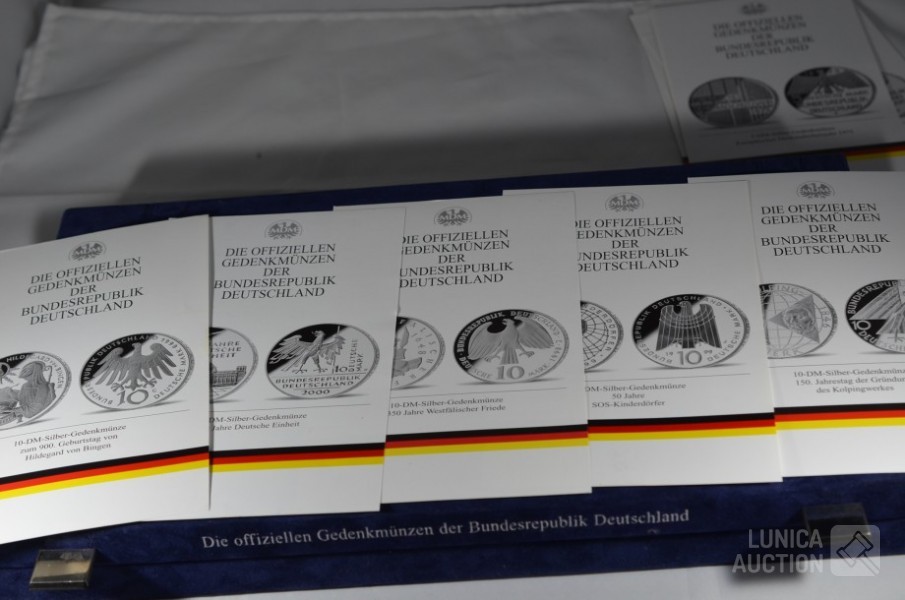 DIE OFFIZIELLEN
GEDENKMÜNZEN
DER
BUNDESREPUBLIK
DEUTSCHLAND
DIE OFFIZIELLEN
GEDENKMÜNZEN
DER
BUNDESREPUBLIK
DEUTSCHLAND
10-DM-Silber-Gedenkmünze
zum 900. Geburtstag von
Hildegard von Bingen
DIE OFFIZIELLEN
GEDENKMÜNZEN
DER
BUNDESREPUBLIK
DEUTSCHLAND
BUNDESREPUBLIK
DEUTSCHLAND
2000
DM-Silber-Gedenkmünze
Jahre Deutsche Einheit
DIE OFFIZIELLEN
GEDENKMÜNZEN
DER
BUNDESREPUBLIK
DEUTSCHLAND
10
10-DM-Silber-Gedenkmünze
350 Jahre Westfälischer Friede
DIE OFFIZIELLEN
GEDENKMÜNZEN
DER
BUNDESREPUBLIK
DEUTSCHLAND
10
DM-Silber-Gedenkmünze
50 Jahre
SOS-Kinderdörfer
DIE OFFIZIELLEN
GEDENKMÜNZEN
DER
BUNDESREPUBLIK
DEUTSCHLAND
10
10-DM-Silber-Gedenkmünze
150. Jahrestag der Gründung
des Kolpingwerkes
Die offiziellen Gedenkmünzen der Bundesrepublik Deutschland
LUNICA
AUCTION